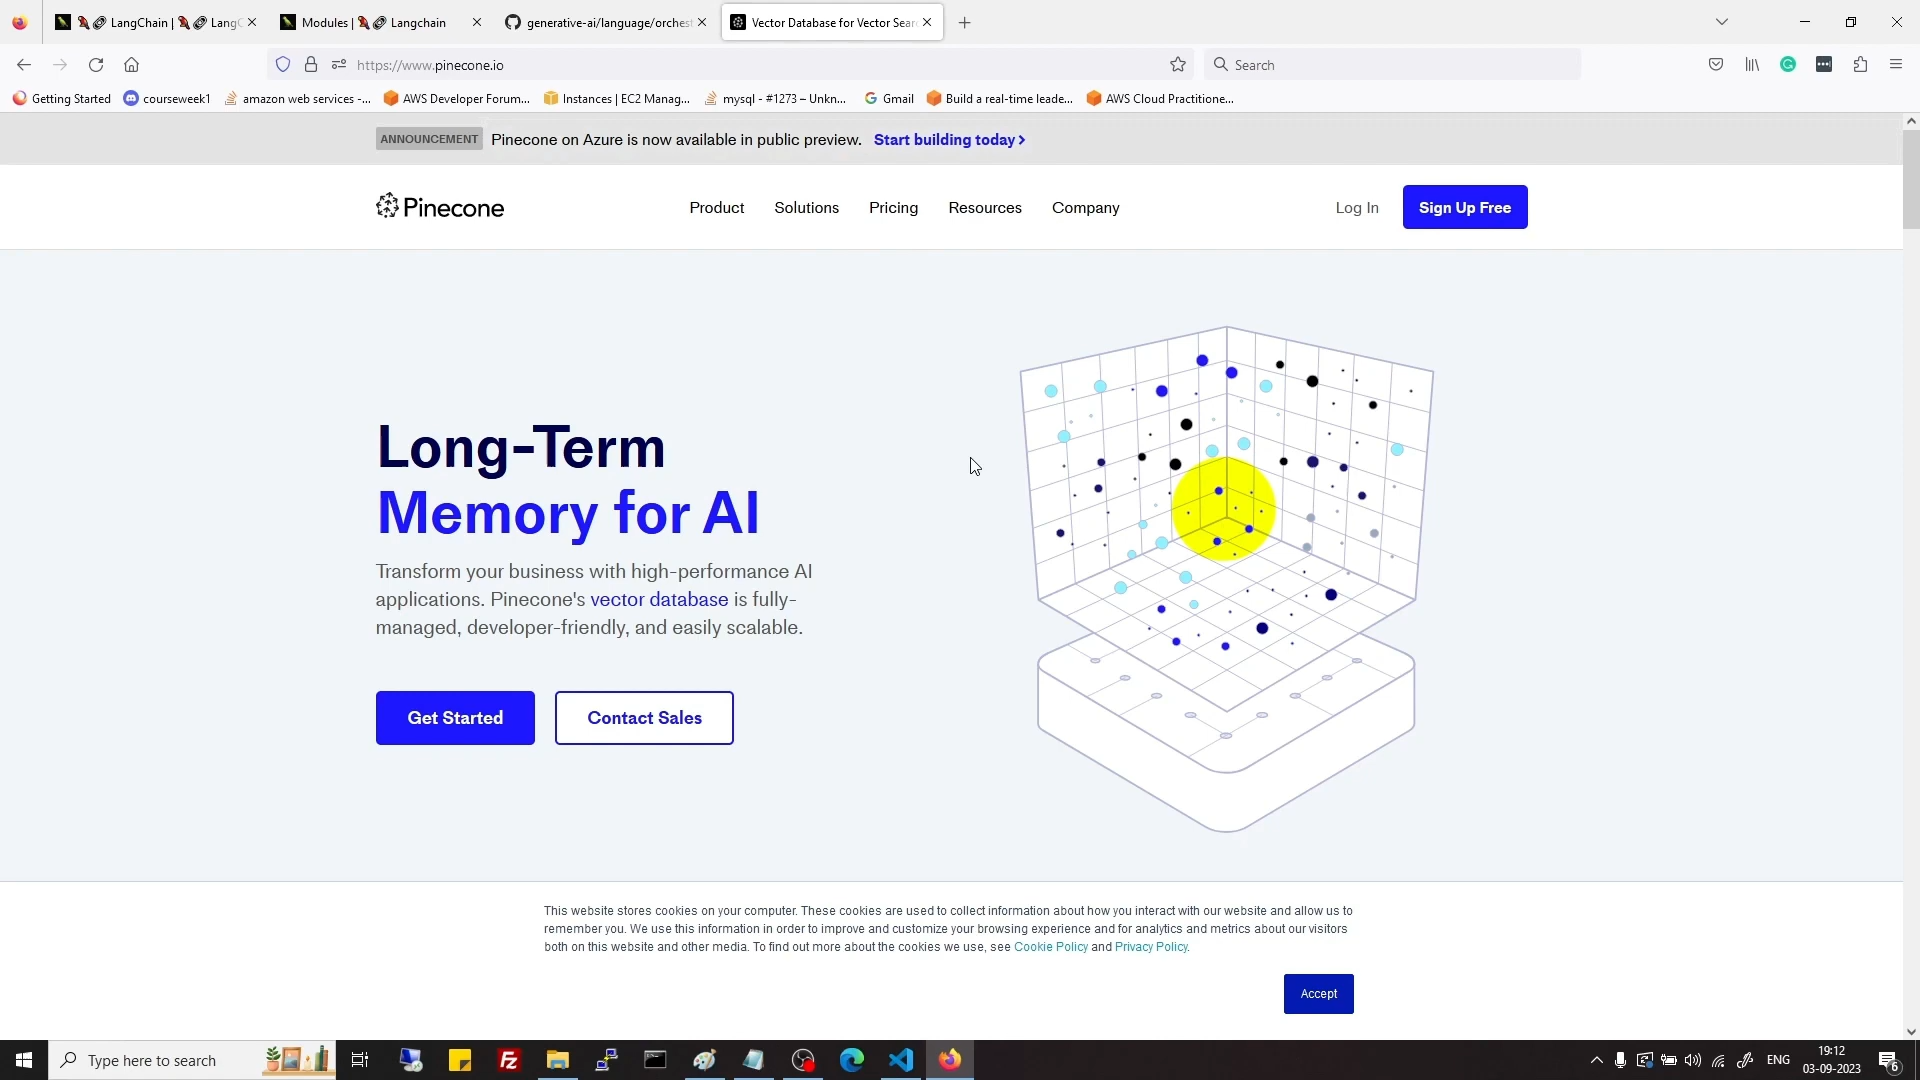 LangChain | LangC
Modules | Langchain
generative-ai/language/orchest
Vector Database for Vector Sear
https://www.pinecone.io
Search
Getting Started
courseweek1
amazon web services -...
AWS Developer Forum...
Instances | EC2 Manag...
mysql - #1273 – Unkn...
Gmail
Build a real-time leade...
AWS Cloud Practitione...
ANNOUNCEMENT Pinecone on Azure is now available in public preview. Start building today
Pinecone
Product
Solutions
Pricing
Resources
Company
Log In
Sign Up Free
Long-Term
Memory for AI
Transform your business with high-performance AI
applications. Pinecone's vector database is fully-
managed, developer-friendly, and easily scalable.
Get Started
Contact Sales
This website stores cookies on your computer. These cookies are used to collect information about how you interact with our website and allow us to
remember you. We use this information in order to improve and customize your browsing experience and for analytics and metrics about our visitors
both on this website and other media. To find out more about the cookies we use, see Cookie Policy and Privacy Policy.
Accept
Type here to search
ENG
19:12
03-09-2023
6